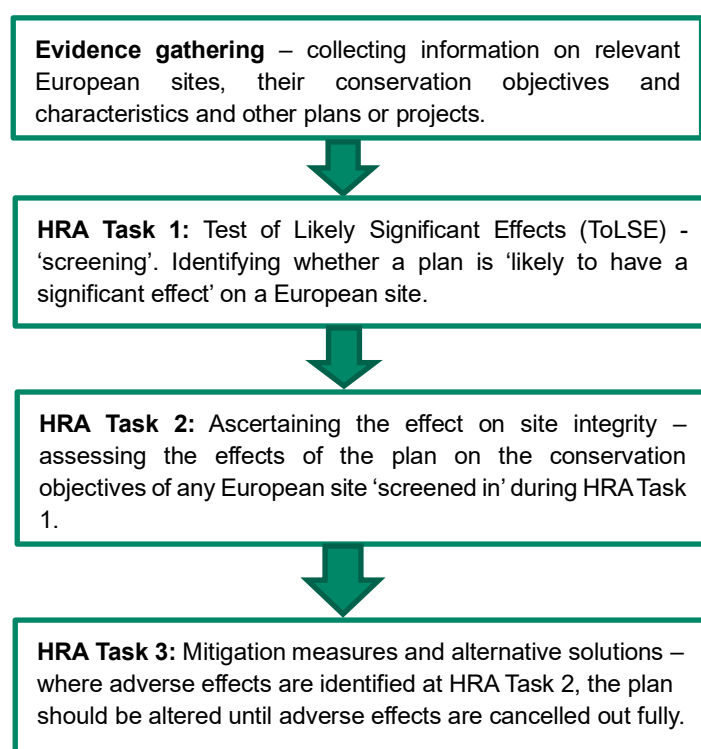 Evidence gathering – collecting information on relevant
European sites, their conservation objectives and
characteristics and other plans or projects.
HRA Task 1: Test of Likely Significant Effects (ToLSE) -
‘screening’. Identifying whether a plan is ‘likely to have a
significant effect’ on a European site.
HRA Task 2: Ascertaining the effect on site integrity –
assessing the effects of the plan on the conservation
objectives of any European site ‘screened in’ during HRA Task
1.
HRA Task 3: Mitigation measures and alternative solutions –
where adverse effects are identified at HRA Task 2, the plan
should be altered until adverse effects are cancelled out fully.